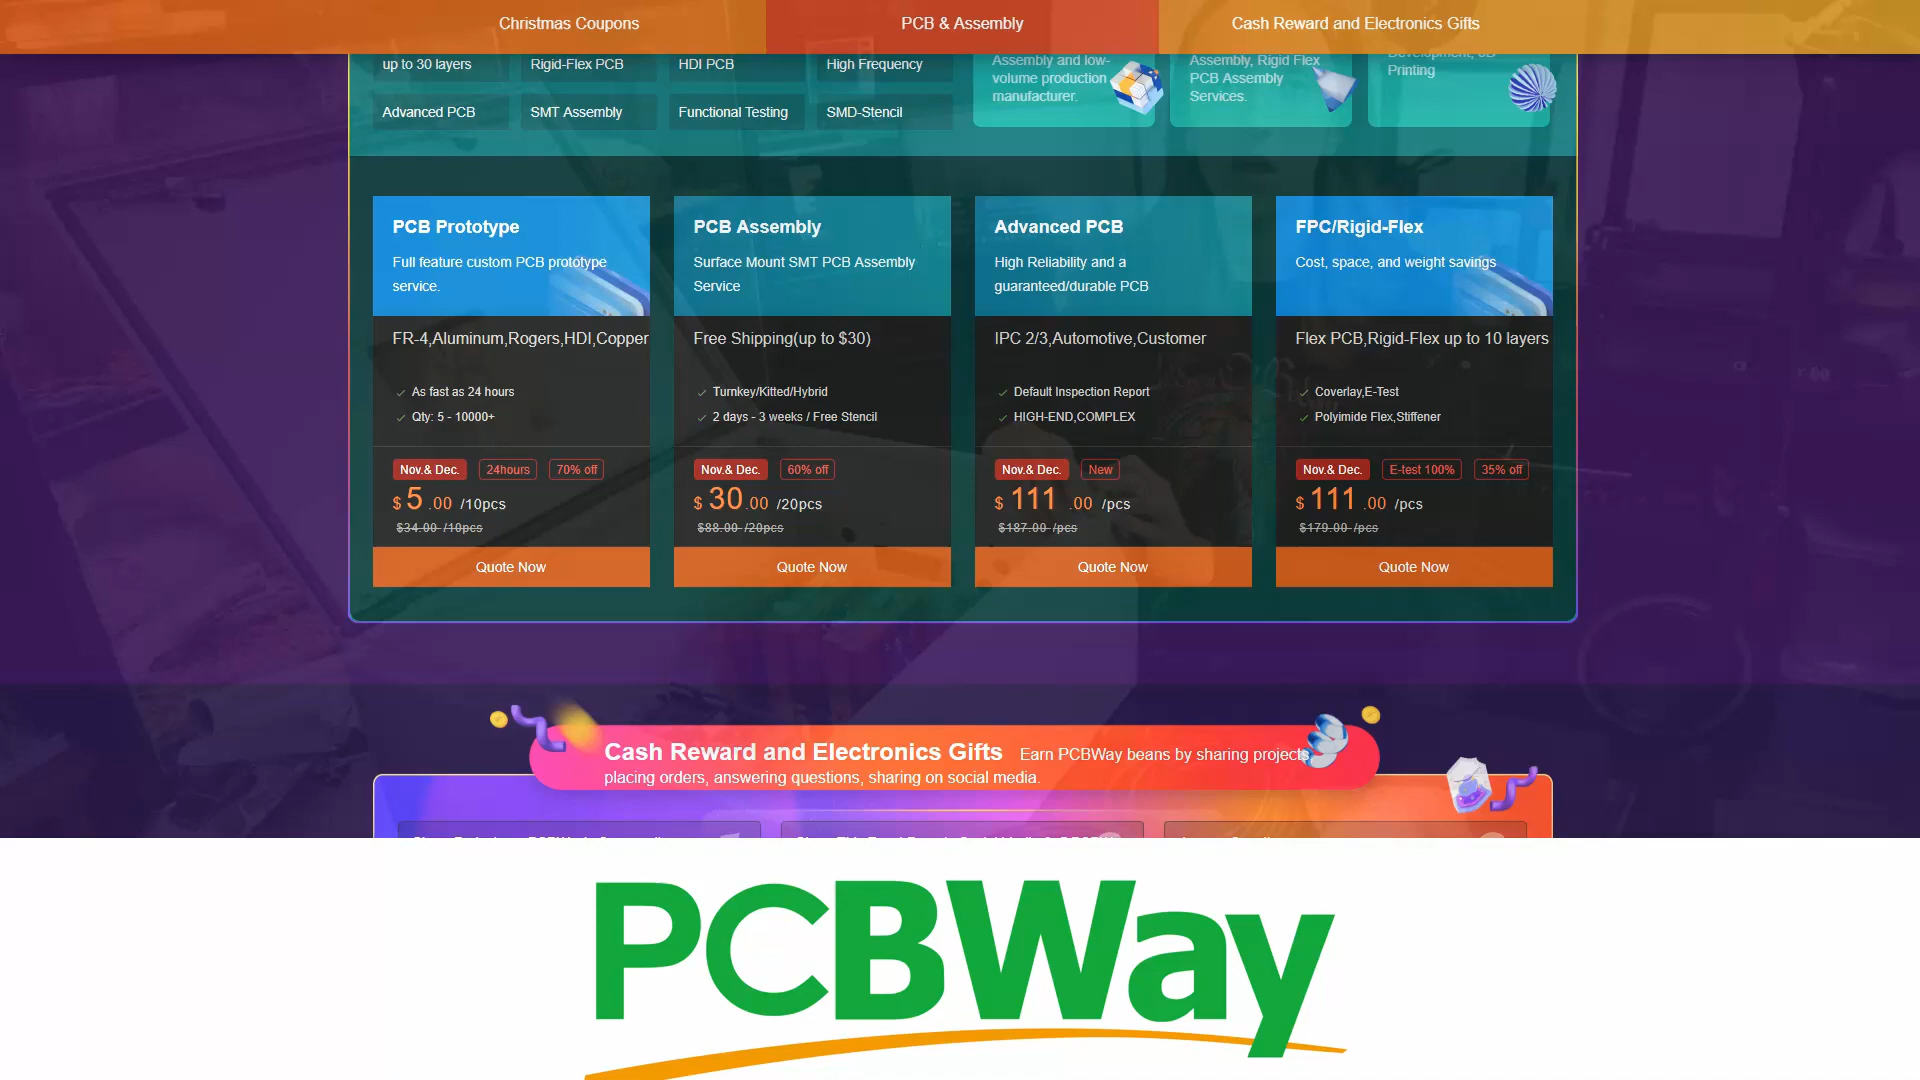 Christmas Coupons
PCB & Assembly
Cash Reward and Electronics Gifts
up to 30 layers
Rigid-Flex PCB
HDI PCB
High Frequency
Advanced PCB
SMT Assembly
Functional Testing
SMD-Stencil
Assembly and low-
volume production
manufacturer.
Assembly, Rigid Flex
PCB Assembly
Services.
Development, 3D
Printing
PCB Prototype
Full feature custom PCB prototype
service.
FR-4,Aluminum,Rogers,HDI,Copper
As fast as 24 hours
Qty: 5 - 10000+
Nov.& Dec. 24hours 70% off
$ 5.00 /10pcs
$34.00 /10pcs
Quote Now
PCB Assembly
Surface Mount SMT PCB Assembly
Service
Free Shipping(up to $30)
Turnkey/Kitted/Hybrid
2 days - 3 weeks / Free Stencil
Nov.& Dec. 60% off
$ 30.00 /20pcs
$88.00 /20pcs
Quote Now
Advanced PCB
High Reliability and a
guaranteed/durable PCB
IPC 2/3,Automotive,Customer
Default Inspection Report
HIGH-END,COMPLEX
Nov.& Dec. New
$ 111.00 /pcs
$187.00 /pcs
Quote Now
FPC/Rigid-Flex
Cost, space, and weight savings
Flex PCB,Rigid-Flex up to 10 layers
Coverlay,E-Test
Polyimide Flex,Stiffener
Nov.& Dec. E-test 100% 35% off
$ 111.00 /pcs
$179.00 /pcs
Quote Now
Cash Reward and Electronics Gifts Earn PCBWay beans by sharing projects,
placing orders, answering questions, sharing on social media.
PCBWay